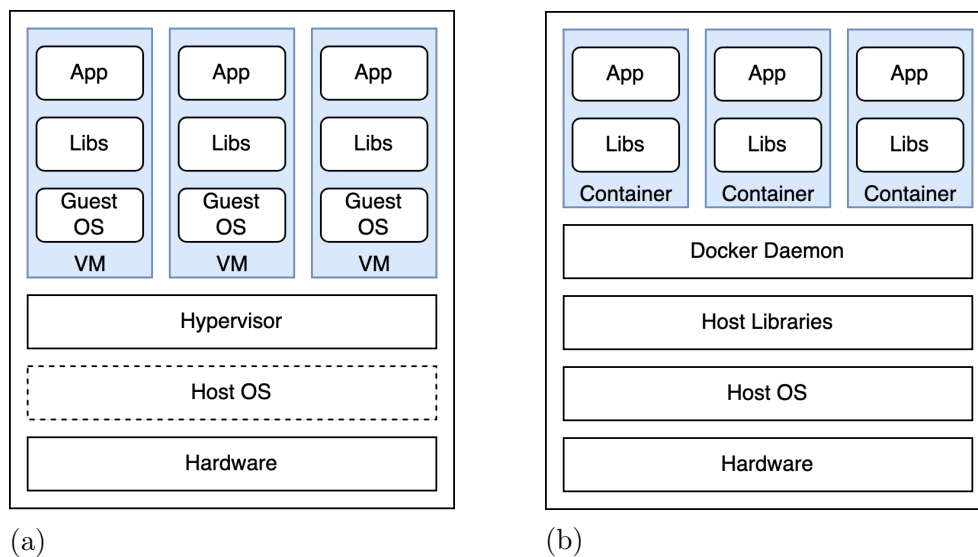 App App App
Libs Libs Libs
Guest OS Guest OS Guest OS
VM VM VM
Hypervisor
Host OS
Hardware
(a)
App App App
Libs Libs Libs
Container Container Container
Docker Daemon
Host Libraries
Host OS
Hardware
(b)